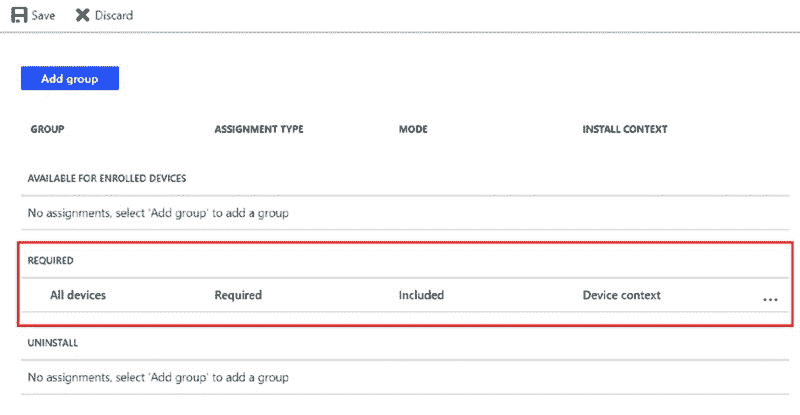 Save Discard
Add group
GROUP ASSIGNMENT TYPE MODE INSTALL CONTEXT
AVAILABLE FOR ENROLLED DEVICES
No assignments, select 'Add group' to add a group
REQUIRED
All devices Required Included Device context ...
UNINSTALL
No assignments, select 'Add group' to add a group